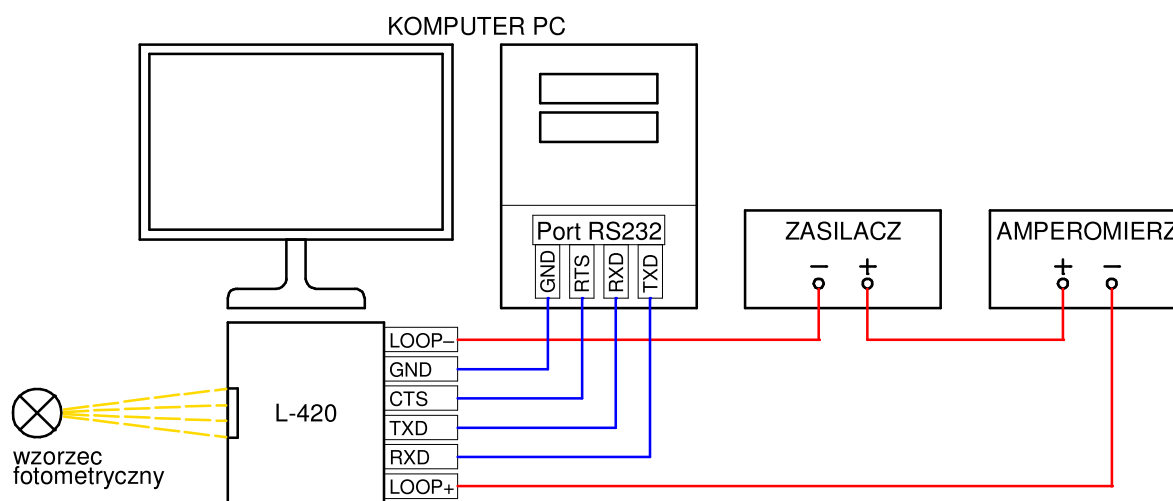 KOMPUTER PC
Port RS232
GND
RTS
RXD
TXD
ZASILACZ
– +
AMPEROMIERZ
+ –
L-420
LOOP–
GND
CTS
TXD
RXD
LOOP+
wzorzec
fotometryczny